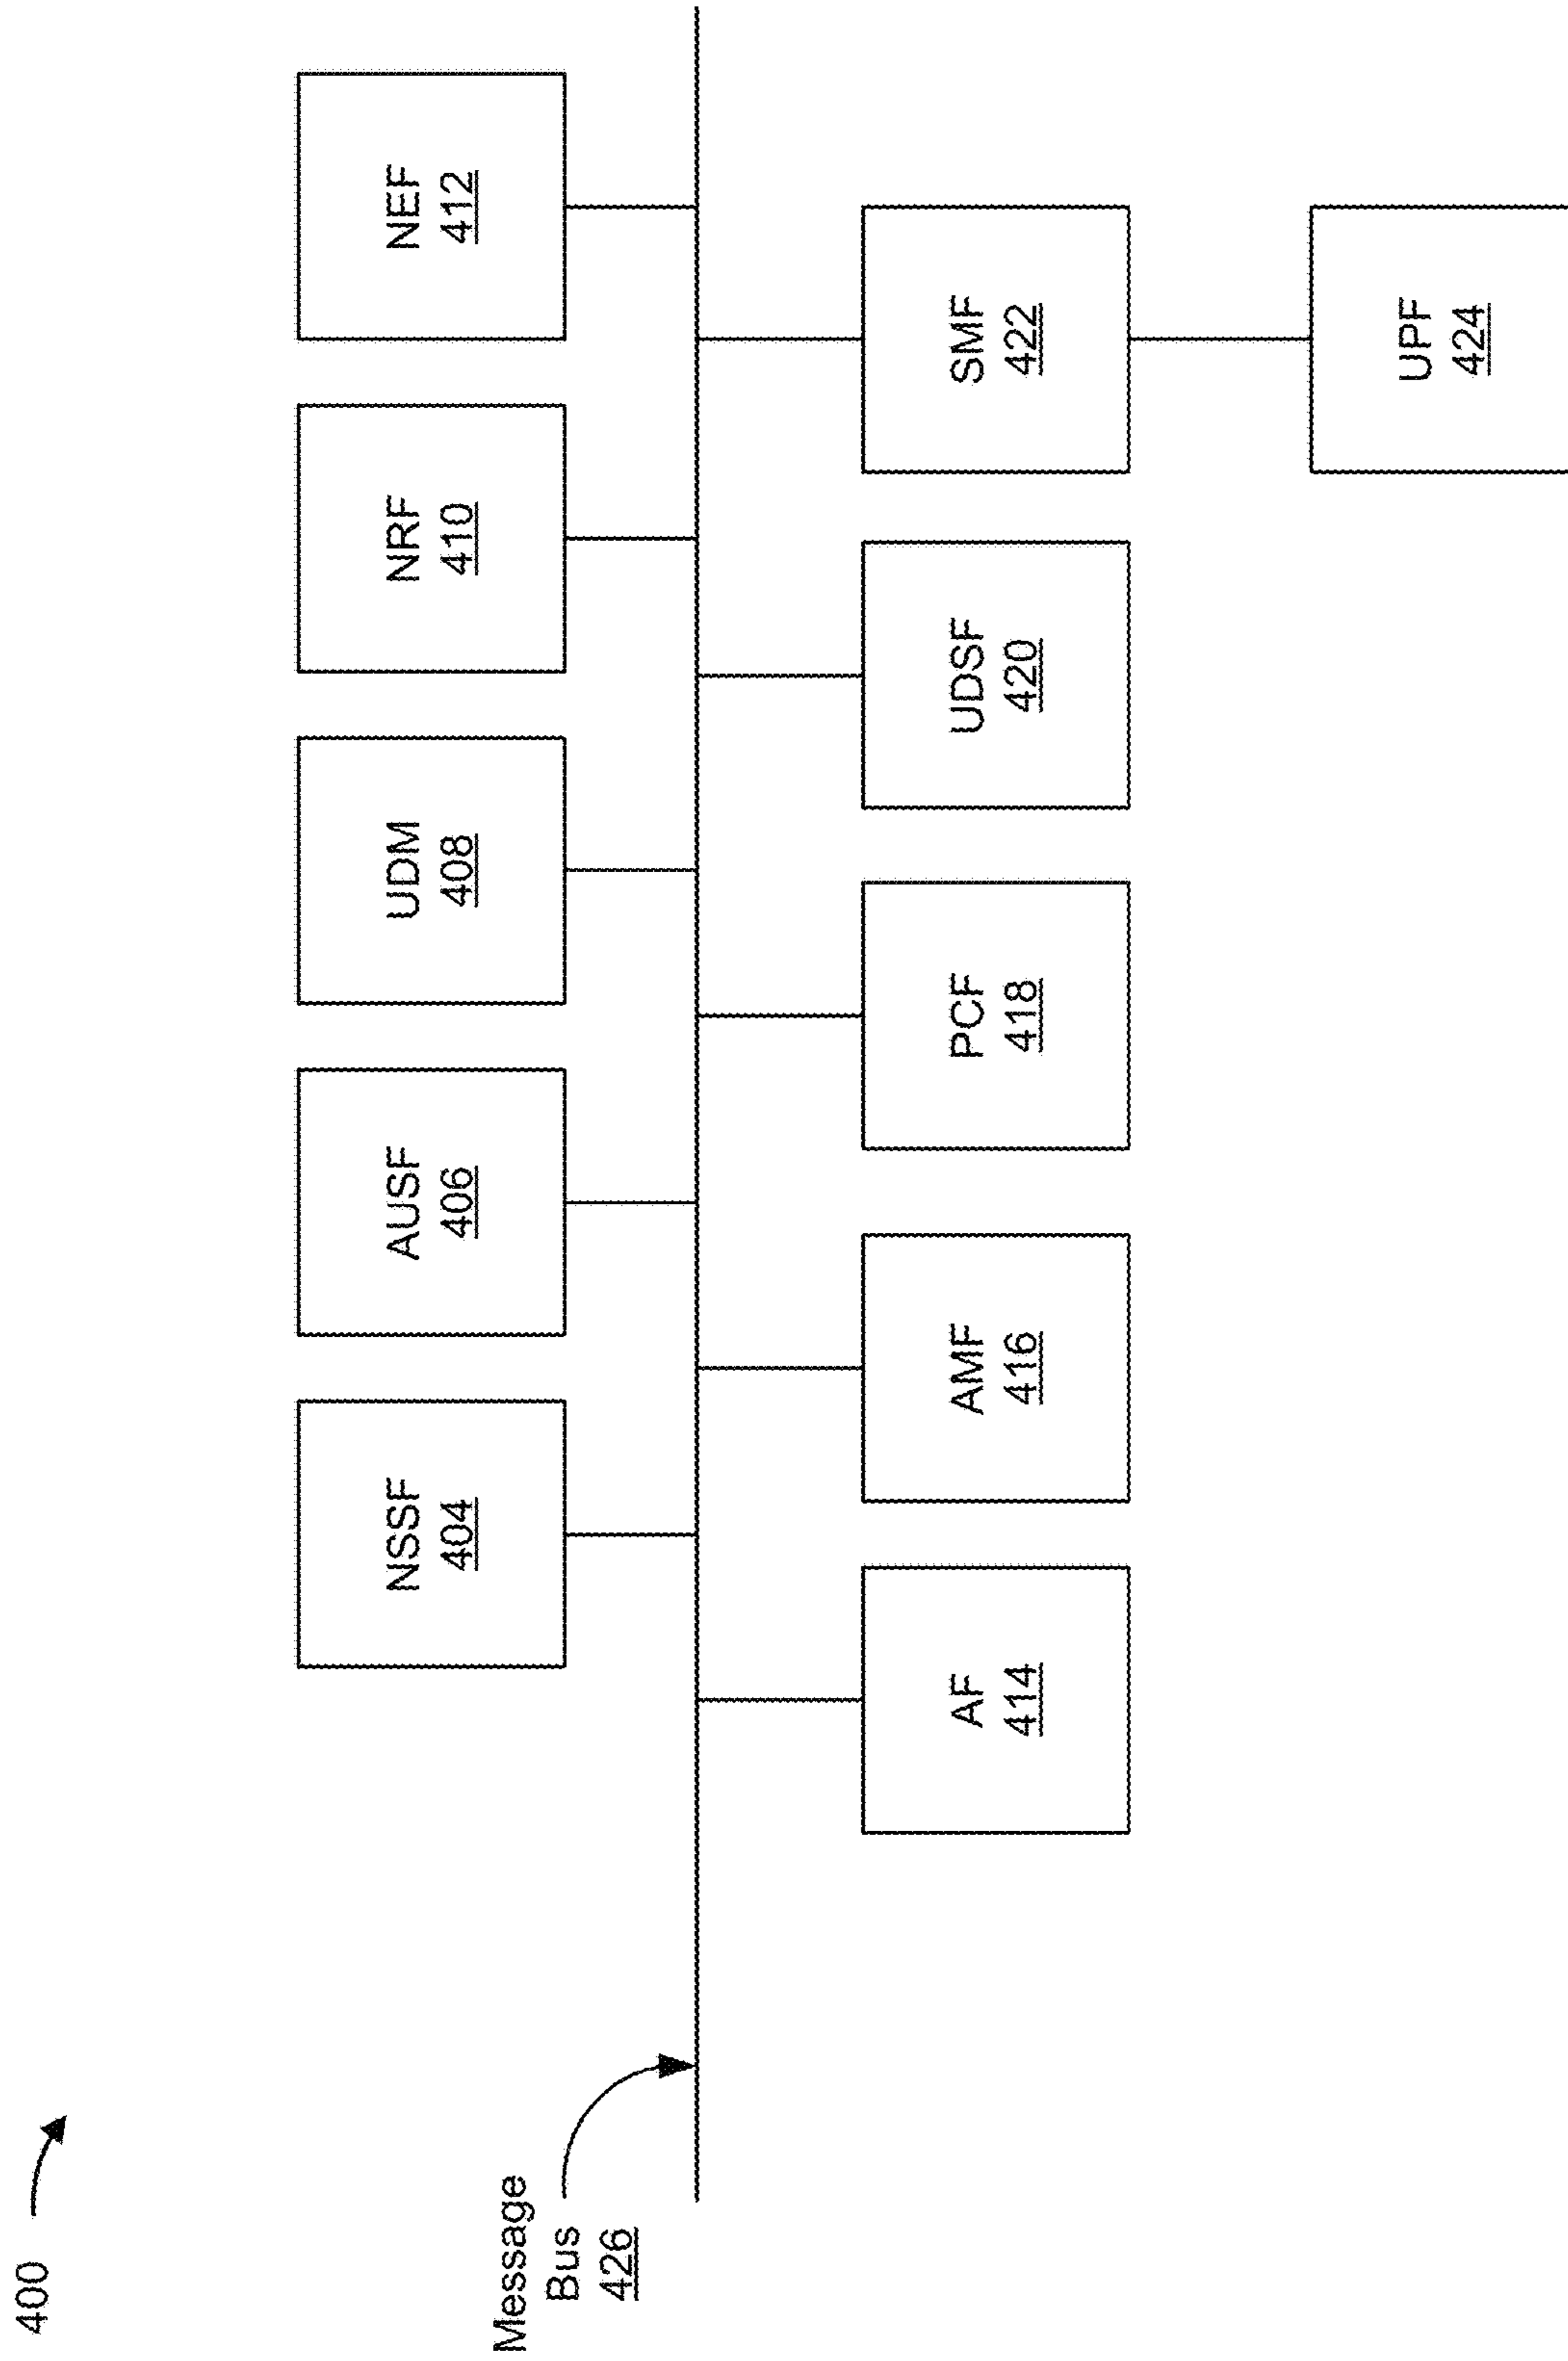 400
NSSF
404
AUSF
406
UDM
408
NRF
410
NEF
412
Message
Bus
426
AF
414
AMF
416
PCF
418
UDSF
420
SMF
422
UPF
424